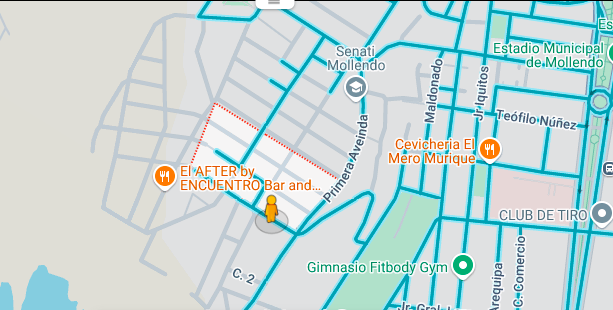 Es
Senati
Mollendo
Estadio Municipal
de Mollendo
Maldonado
Jr. Iquitos
Teófilo Núñez
Primera Aveinda
Cevicheria El
Mero Murique
El AFTER by
ENCUENTRO Bar and...
CLUB DE TIRO
C. 2
Gimnasio Fitbody Gym
Arequipa
C. Comercio
Jr. Gral. I